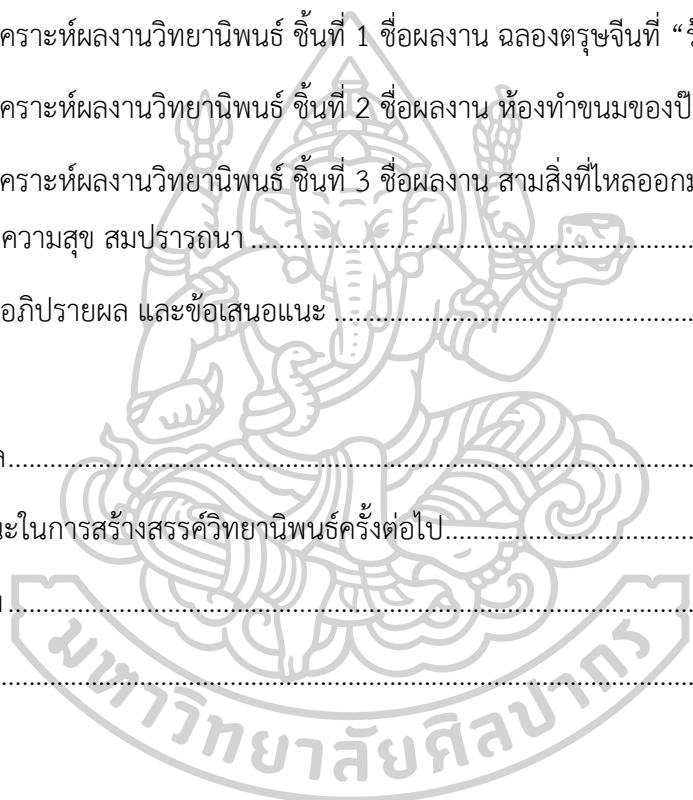 คราะห์ผลงานวิทยานิพนธ์ ชิ้นที่ 1 ชื่อผลงาน ฉลองตรุษจีนที่ “ร้
คราะห์ผลงานวิทยานิพนธ์ ชิ้นที่ 2 ชื่อผลงาน ห้องทำขนมของป๊
คราะห์ผลงานวิทยานิพนธ์ ชิ้นที่ 3 ชื่อผลงาน สามสิ่งที่ไหลออกม
ความสุข สมปรารถนา ....................................................................
อภิปรายผล และข้อเสนอแนะ .......................................................
ล....................................................................................................
นะในการสร้างสรรค์วิทยานิพนธ์ครั้งต่อไป.....................................
ม ....................................................................................................
....................................................................................................
มหาวิทยาลัยศิลปากร